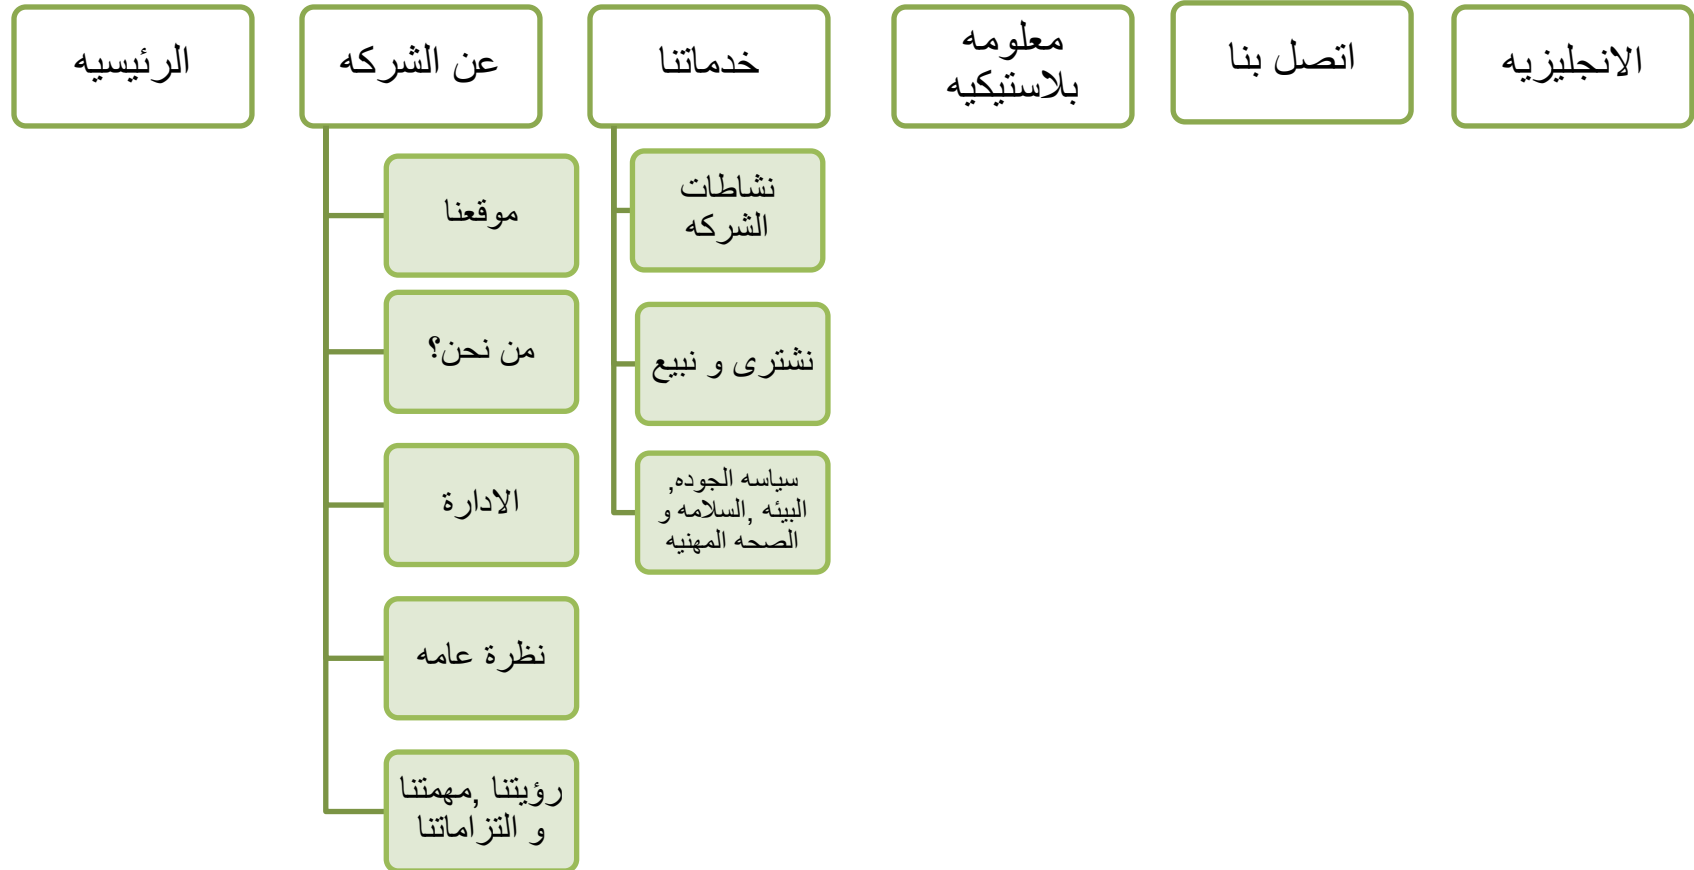 الرئيسيه
عن الشركه
خدماتنا
معلومه
بلاستيكيه
اتصل بنا
الانجليزيه
موقعنا
من نحن؟
الادارة
نظرة عامه
رؤيتنا ,مهمتنا
و التزاماتنا
نشاطات
الشركه
نشترى و نبيع
سياسه الجوده,
البيئه ,السلامه و
الصحه المهنيه